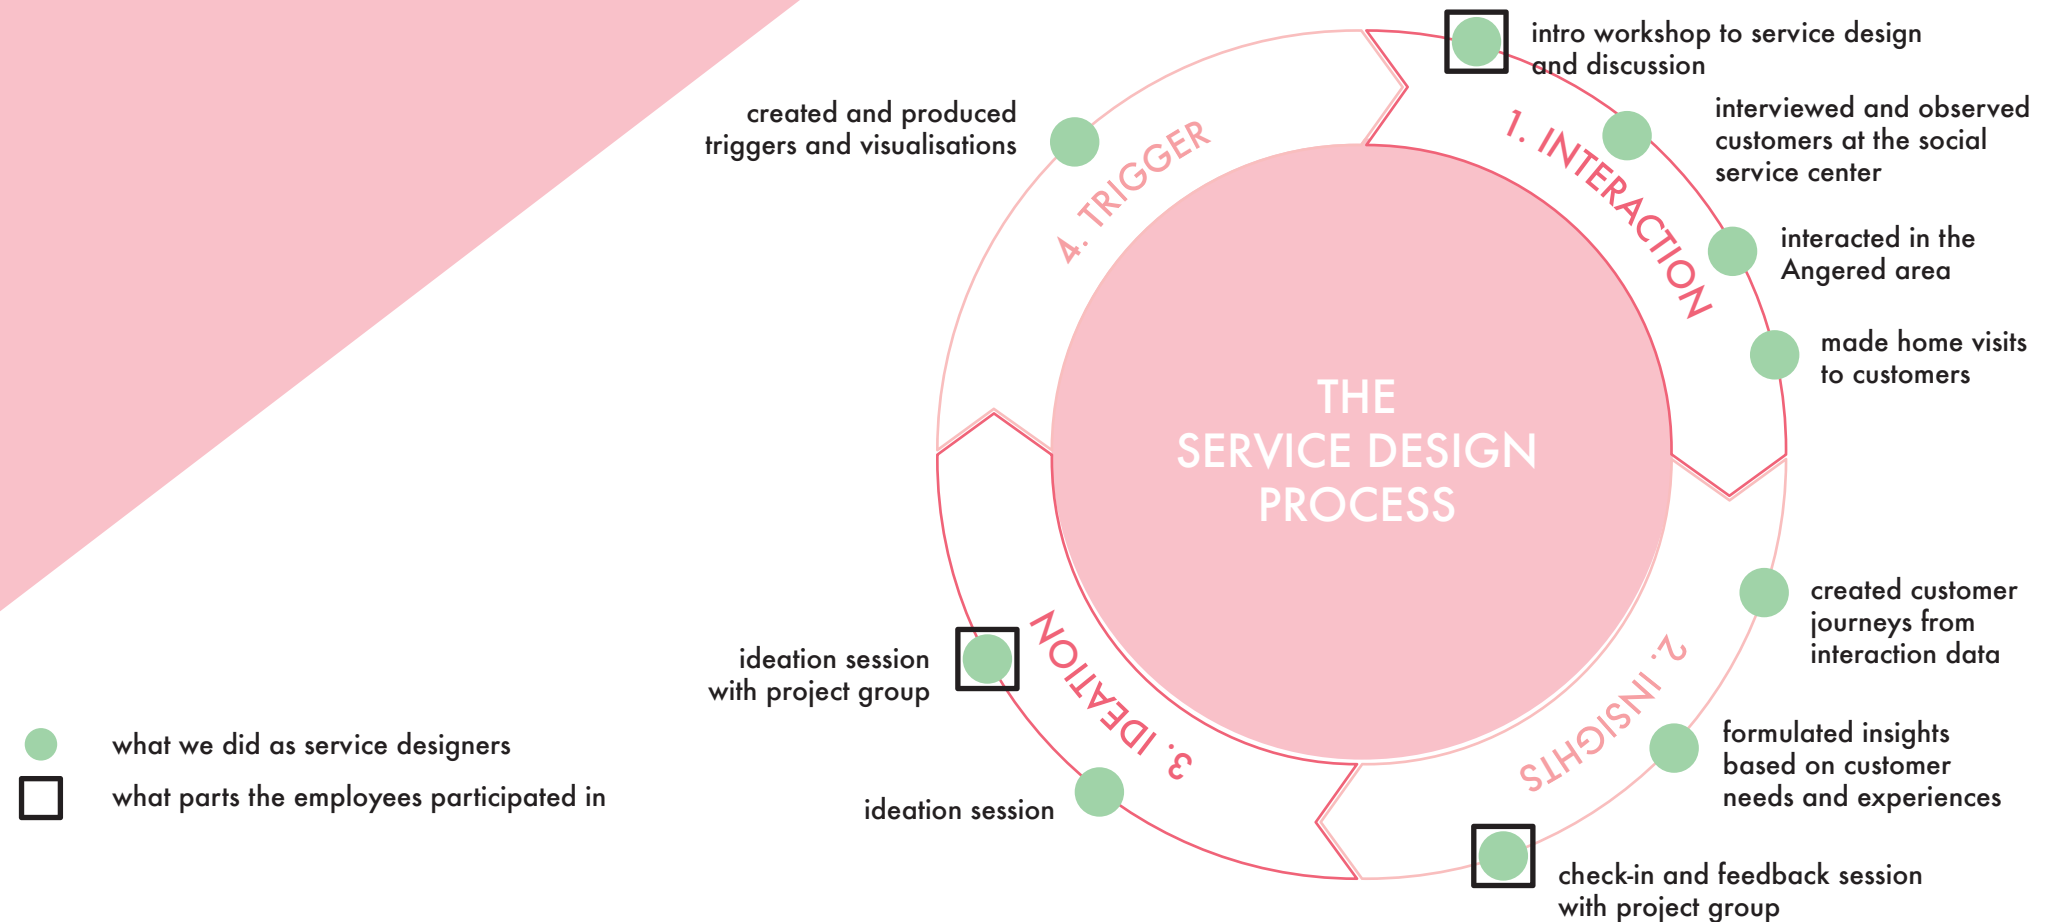 THE
SERVICE DESIGN
PROCESS
1. INTERACTION
intro workshop to service design
and discussion
interviewed and observed
customers at the social
service center
interacted in the
Angered area
made home visits
to customers
2. INSIGHTS
created customer
journeys from
interaction data
formulated insights
based on customer
needs and experiences
check-in and feedback session
with project group
3. IDEATION
ideation session
ideation session
with project group
4. TRIGGER
created and produced
triggers and visualisations
what we did as service designers
what parts the employees participated in